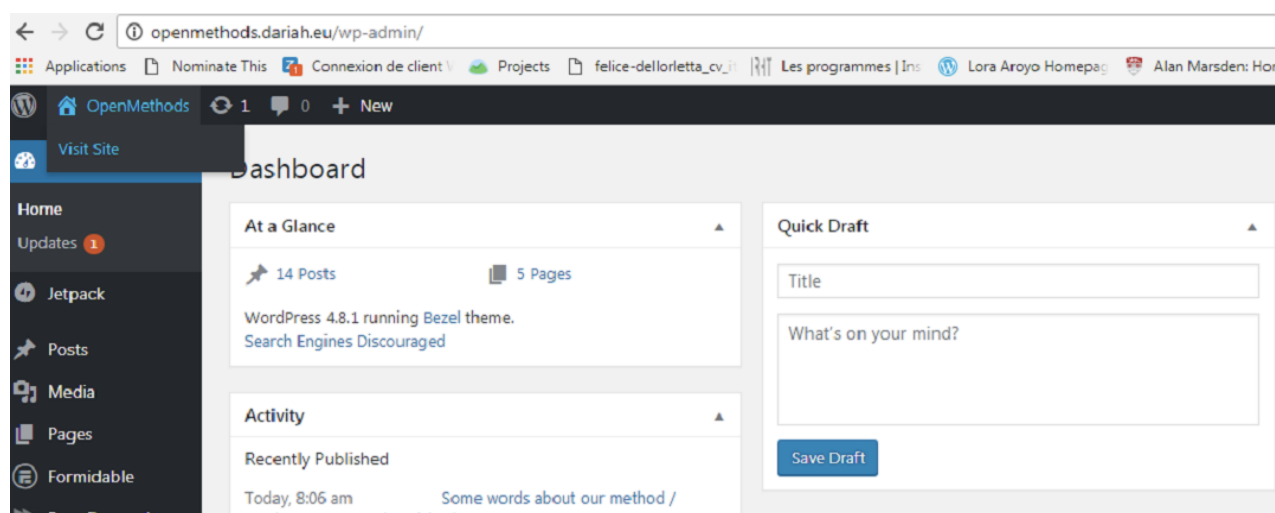 openmethods.dariah.eu/wp-admin/
Applications Nominate This Connexion de client Projects felice-dellorletta_cv_i Les programmes | Ins Lora Aroyo Homepag Alan Marsden: Hor
OpenMethods 1 0 + New
Visit Site
Dashboard
Home
Updates 1
Jetpack
Posts
Media
Pages
Formidable
At a Glance
14 Posts 5 Pages
WordPress 4.8.1 running Bezel theme.
Search Engines Discouraged
Activity
Recently Published
Today, 8:06 am Some words about our method /
Quick Draft
Title
What's on your mind?
Save Draft